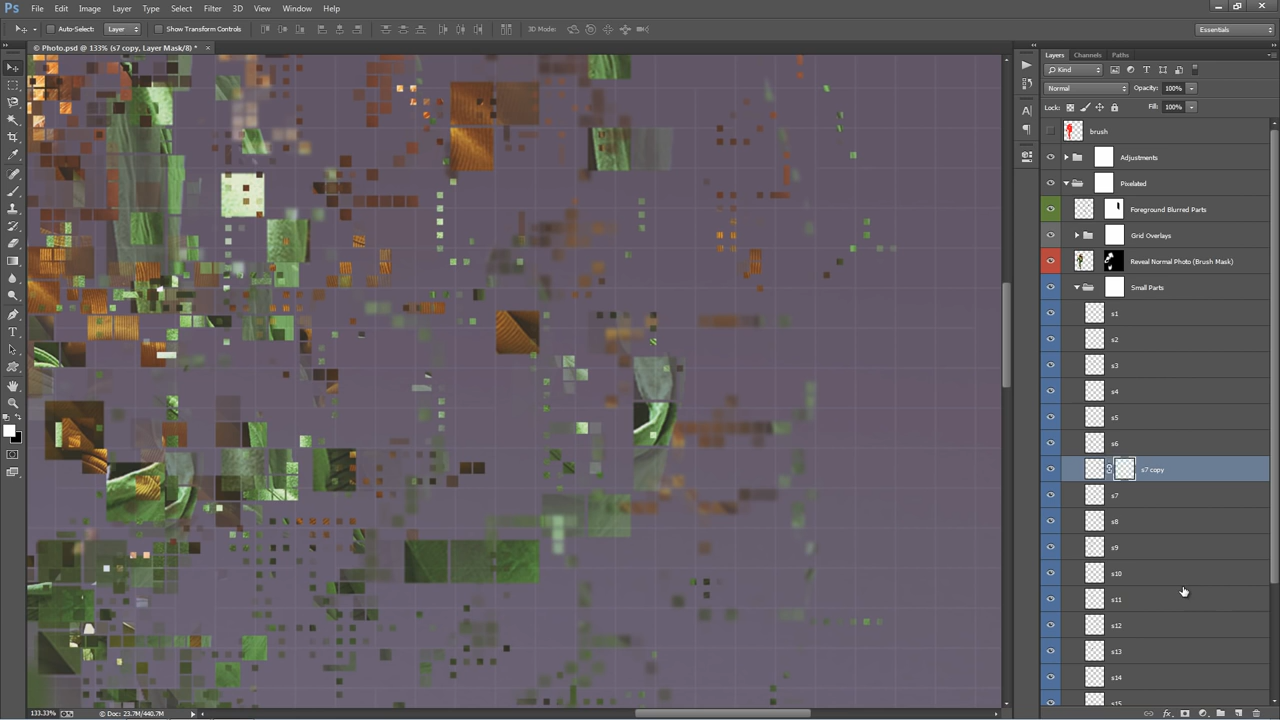 Ps File Edit Image Layer Type Select Filter 3D View Window Help
Auto-Select: Layer Show Transform Controls 3D Mode: Essentials
© Photo.psd @ 133% (s7 copy, Layer Mask/8) * ×
Layers Channels Paths
Kind
Normal Opacity: 100%
Lock: Fill: 100%
brush
Adjustments
Pixelated
Foreground Blurred Parts
Grid Overlays
Reveal Normal Photo (Brush Mask)
Small Parts
s1
s2
s3
s4
s5
s6
s7 copy
s7
s8
s9
s10
s11
s12
s13
s14
s15
133.33% © Doc: 23.7M/440.7M